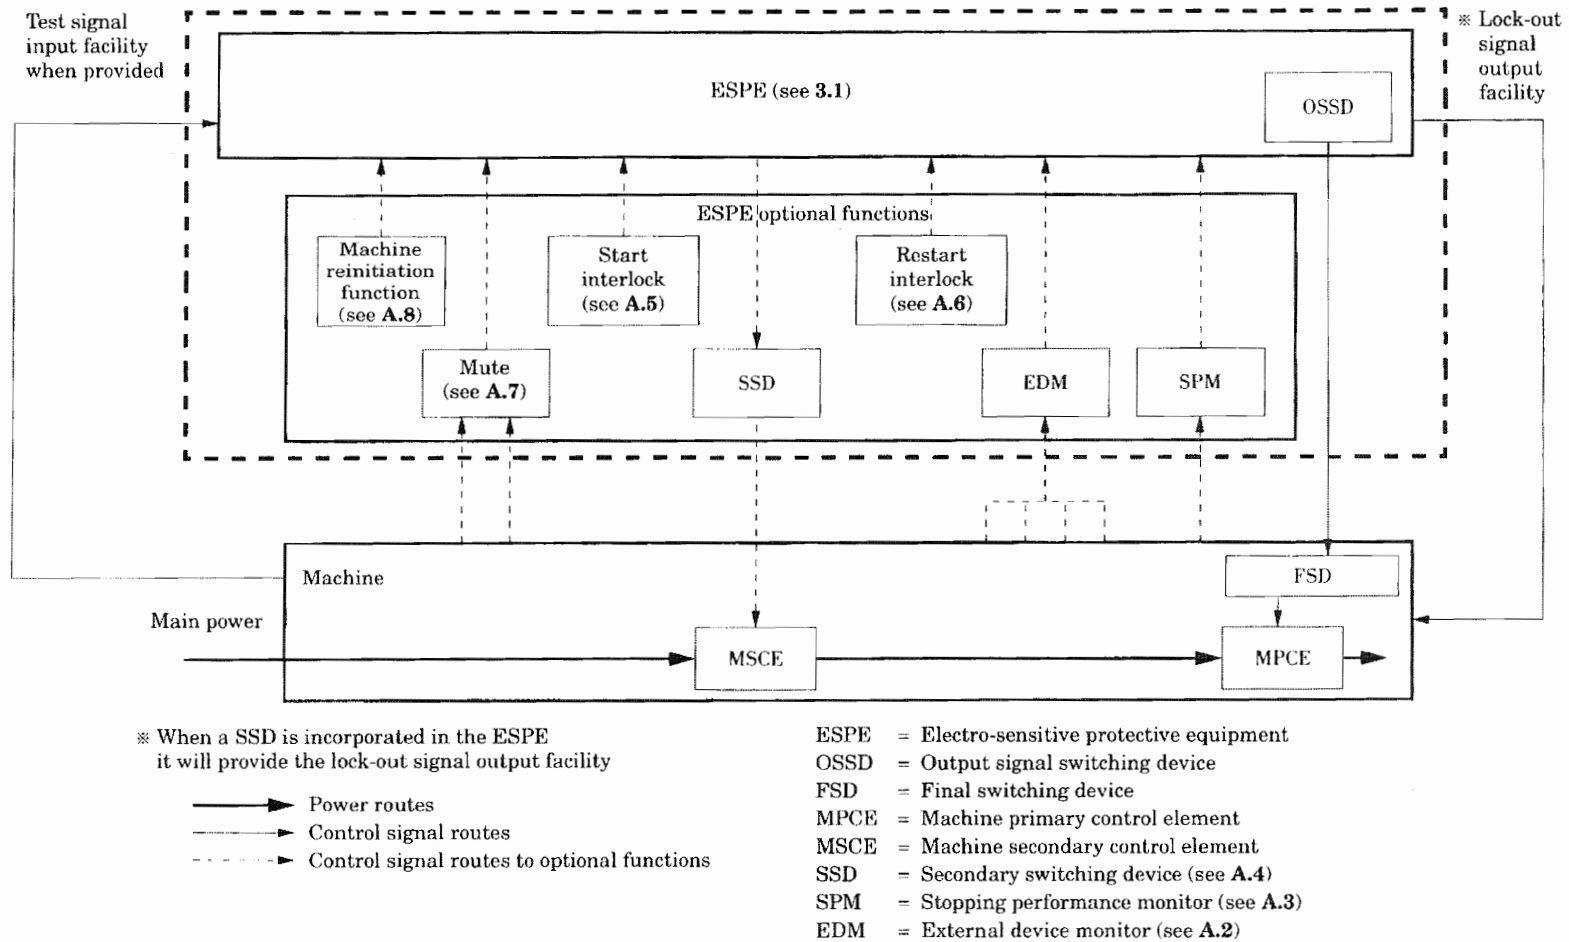 Test signal
input facility
when provided
※ Lock-out
signal
output
facility
ESPE (see 3.1)
OSSD
ESPE optional functions
Machine
reinitiation
function
(see A.8)
Start
interlock
(see A.5)
Restart
interlock
(see A.6)
Mute
(see A.7)
SSD
EDM
SPM
Machine
FSD
Main power
MSCE
MPCE
※ When a SSD is incorporated in the ESPE
it will provide the lock-out signal output facility
Power routes
Control signal routes
Control signal routes to optional functions
ESPE = Electro-sensitive protective equipment
OSSD = Output signal switching device
FSD = Final switching device
MPCE = Machine primary control element
MSCE = Machine secondary control element
SSD = Secondary switching device (see A.4)
SPM = Stopping performance monitor (see A.3)
EDM = External device monitor (see A.2)